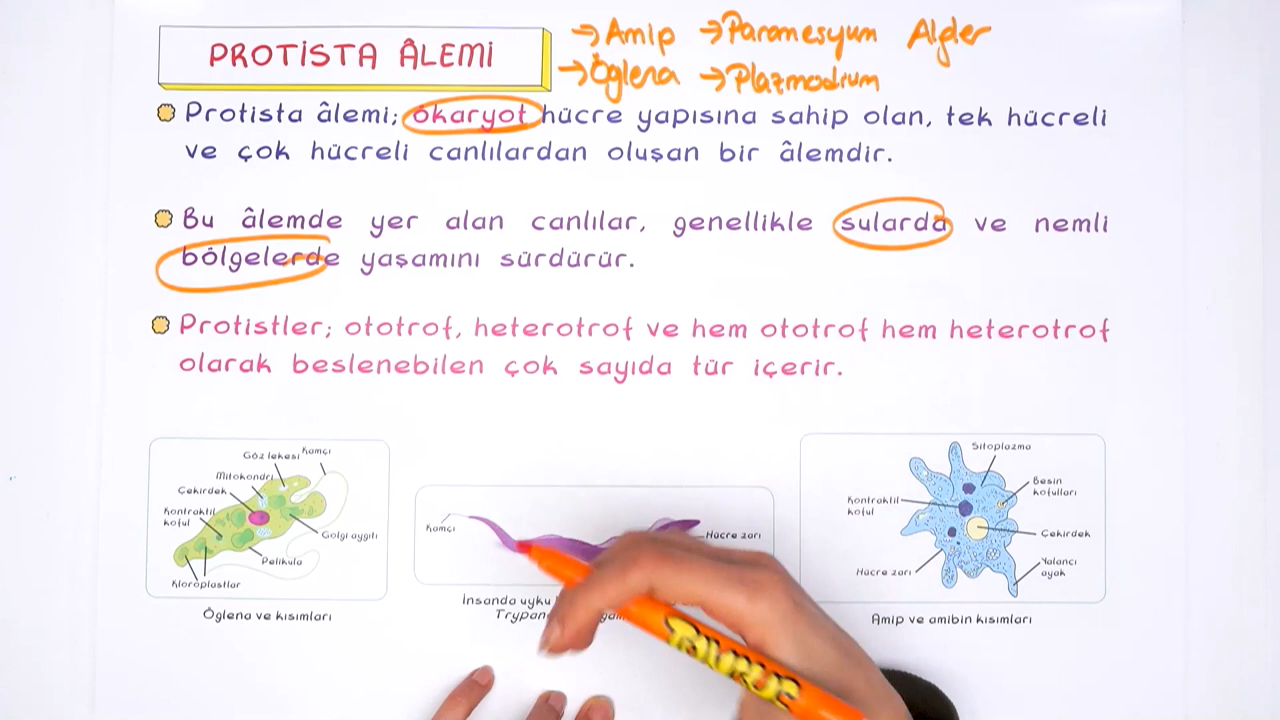 PROTİSTA ÂLEMİ
→Amip →Paramesyum Algler
→Öglena →Plazmodium
Protista âlemi; ökaryot hücre yapısına sahip olan, tek hücreli
ve çok hücreli canlılardan oluşan bir âlemdir.
Bu âlemde yer alan canlılar, genellikle sularda ve nemli
bölgelerde yaşamını sürdürür.
Protistler; ototrof, heterotrof ve hem ototrof hem heterotrof
olarak beslenebilen çok sayıda tür içerir.
Göz lekesi
Kamçı
Mitokondri
Çekirdek
Kontraktil
koful
Golgi aygıtı
Pelikula
Kloroplastlar
Öglena ve kısımları
Kamçı
Hücre zarı
İnsanda uyku
Sitoplazma
Besin
kofulları
Kontraktil
koful
Çekirdek
Hücre zarı
Yalancı
ayak
Amip ve amibin kısımları